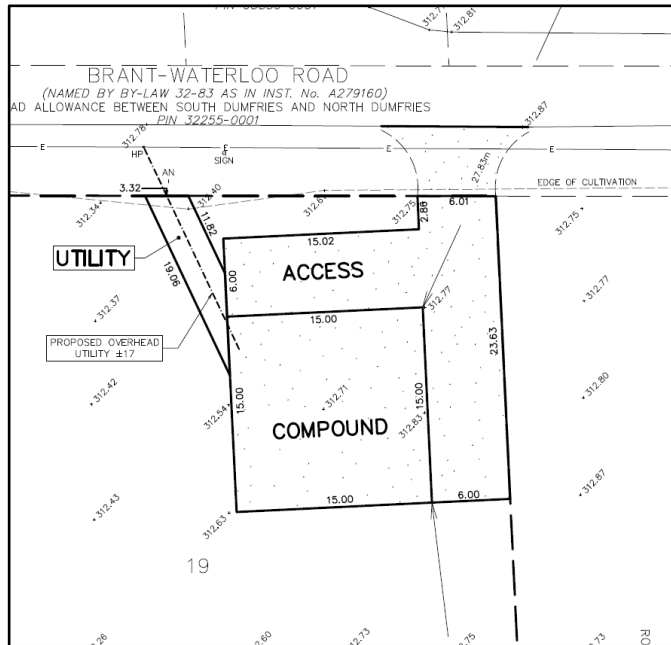 312.81
BRANT-WATERLOO ROAD
(NAMED BY BY-LAW 32-83 AS IN INST. No. A279160)
AD ALLOWANCE BETWEEN SOUTH DUMFRIES AND NORTH DUMFRIES
PIN 32255-0001
312.78
312.87
HP
E
SIGN
E
E
E
AN
27.83m
3.32
312.40
EDGE OF CULTIVATION
312.34
312.75
6.01
312.75
2.86
11.82
15.02
UTILITY
ACCESS
19.06
6.00
312.37
312.77
312.77
15.00
PROPOSED OVERHEAD
UTILITY ±17
23.63
312.42
312.71
312.80
15.00
312.54
15.00
312.83
COMPOUND
312.43
312.87
15.00
6.00
312.63
19
RO